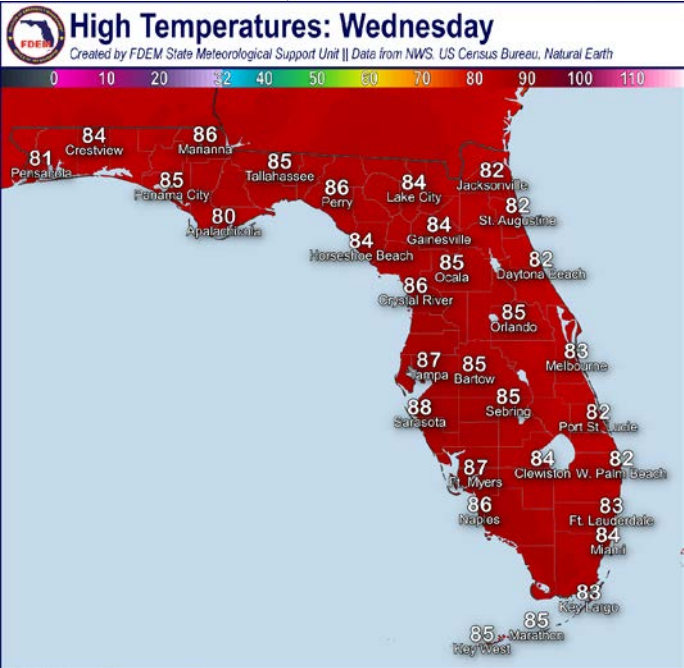 High Temperatures: Wednesday
Created by FDEM State Meteorological Support Unit || Data from NWS, US Census Bureau, Natural Earth
FDEM
0 10 20 32 40 50 60 70 80 90 100 110
84
Crestview
86
Marianna
81
Pensacola
85
Panama City
85
Tallahassee
80
Apalachicola
86
Perry
84
Lake City
82
Jacksonville
82
St. Augustine
84
Gainesville
84
Horseshoe Beach
85
Ocala
82
Daytona Beach
86
Crystal River
85
Orlando
83
Melbourne
87
Tampa
85
Bartow
88
Sarasota
85
Sebring
82
Port St. Lucie
84
Clewiston
82
W. Palm Beach
87
Ft. Myers
86
Naples
83
Ft. Lauderdale
84
Miami
83
Key Largo
85
Marathon
85
Key West